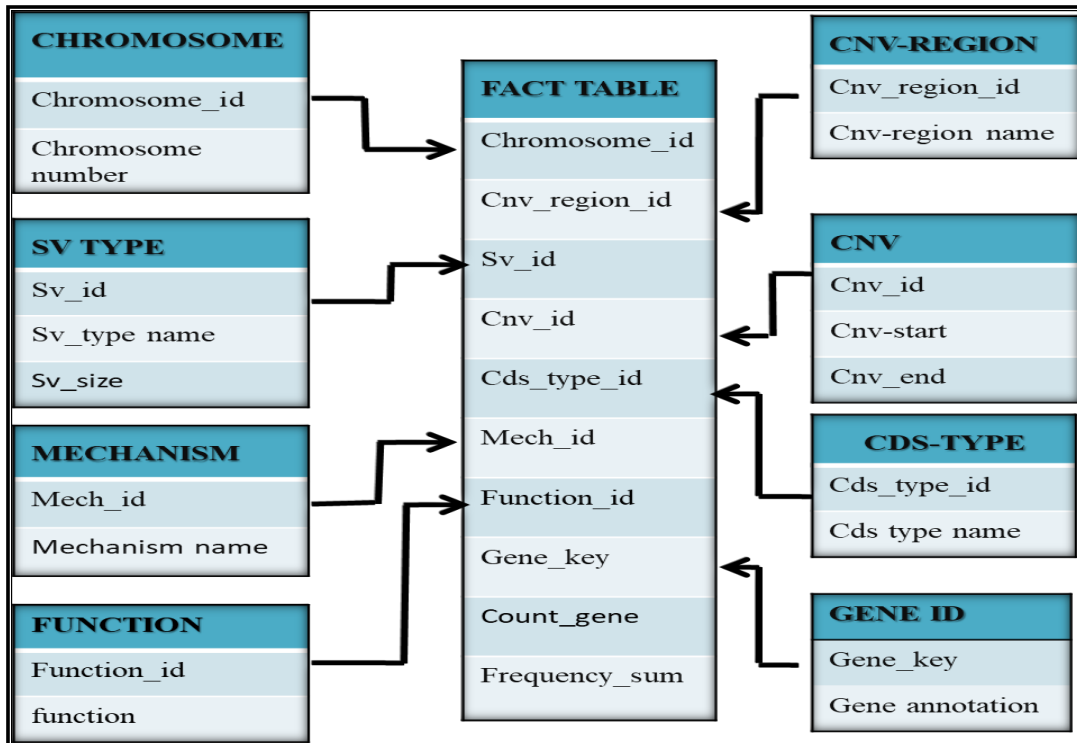 CHROMOSOME
Chromosome_id
Chromosome
number
SV TYPE
Sv_id
Sv_type name
Sv_size
MECHANISM
Mech_id
Mechanism name
FUNCTION
Function_id
function
FACT TABLE
Chromosome_id
Cnv_region_id
Sv_id
Cnv_id
Cds_type_id
Mech_id
Function_id
Gene_key
Count_gene
Frequency_sum
CNV-REGION
Cnv_region_id
Cnv-region name
CNV
Cnv_id
Cnv-start
Cnv_end
CDS-TYPE
Cds_type_id
Cds type name
GENE ID
Gene_key
Gene annotation